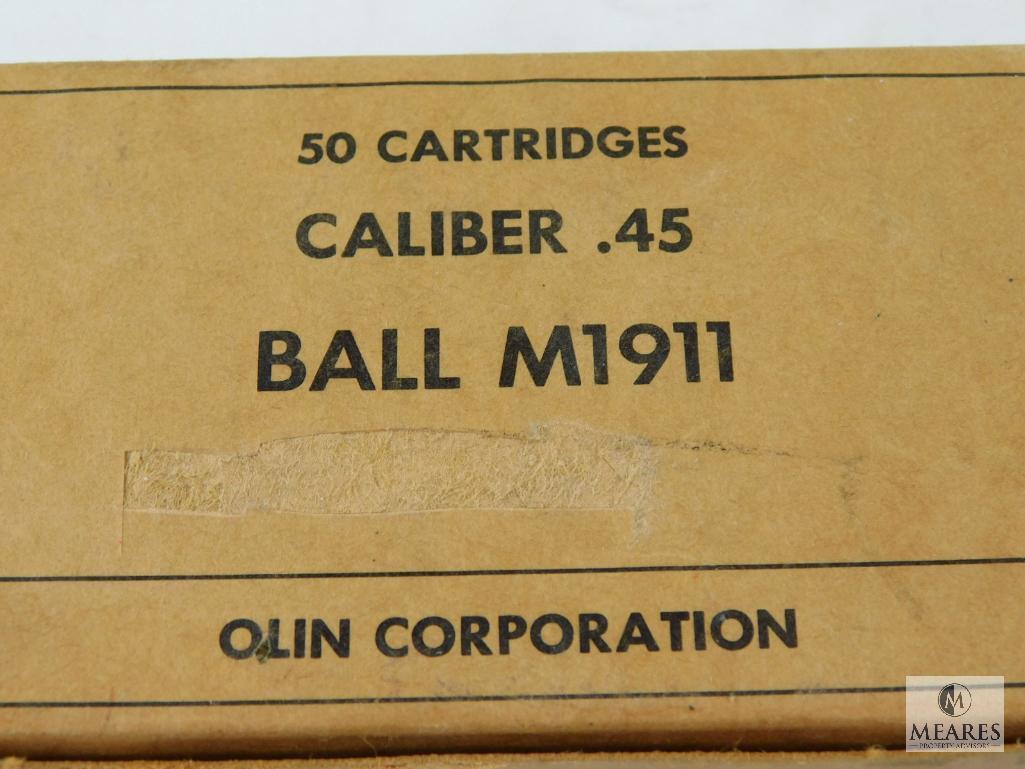 50 CARTRIDGES
CALIBER .45
BALL M1911
OLIN CORPORATION
M
MEARES
PROPERTY ADVISORS